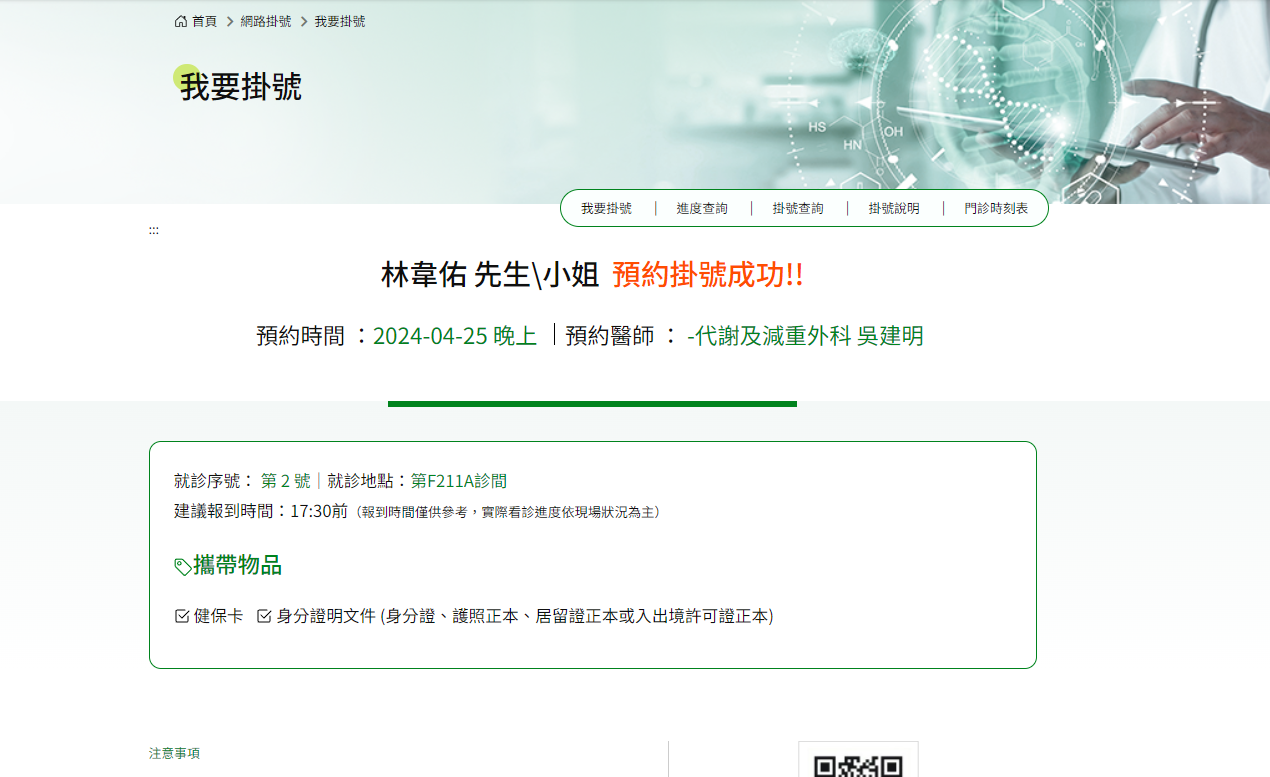 首頁 > 網路掛號 > 我要掛號
我要掛號
HS
HN
OH
我要掛號 | 進度查詢 | 掛號查詢 | 掛號說明 | 門診時刻表
:::
林韋佑 先生\小姐 預約掛號成功!!
預約時間 ：2024-04-25 晚上 | 預約醫師 ： -代謝及減重外科 吳建明
就診序號： 第 2 號 | 就診地點：第F211A診間
建議報到時間：17:30前（報到時間僅供參考，實際看診進度依現場狀況為主）
攜帶物品
健保卡 身分證明文件 (身分證、護照正本、居留證正本或入出境許可證正本)
注意事項